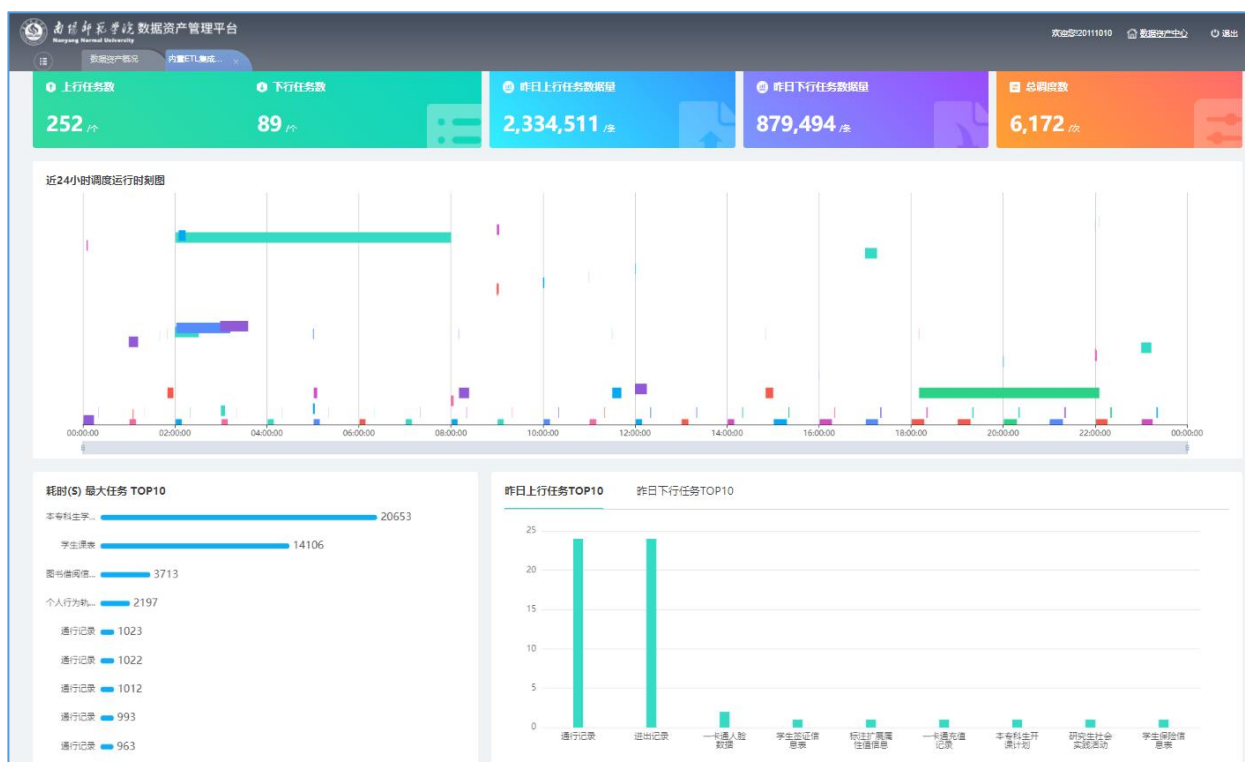 南阳师范学院 数据资产管理平台
Nanyang Normal University
欢迎您!20111010 数据资产中心 退出
数据资产概况 内置ETL集成... ×
上行任务数 下行任务数 昨日上行任务数据量 昨日下行任务数据量 总调度数
252 /个 89 /个 2,334,511 /条 879,494 /条 6,172 /次
近24小时调度运行时刻图
00:00:00 02:00:00 04:00:00 06:00:00 08:00:00 10:00:00 12:00:00 14:00:00 16:00:00 18:00:00 20:00:00 22:00:00 00:00:00
耗时(S) 最大任务 TOP10
本专科生学... 20653
学生课表 14106
图书借阅信... 3713
个人行为轨... 2197
通行记录 1023
通行记录 1022
通行记录 1012
通行记录 993
通行记录 963
昨日上行任务TOP10 昨日下行任务TOP10
25
20
15
10
5
0
通行记录 进出记录 一卡通人脸 学生签证信 标注扩展属 一卡通充值 本专科生开 研究生社会 学生保险信
数据 息表 性值信息 记录 课计划 实践活动 息表